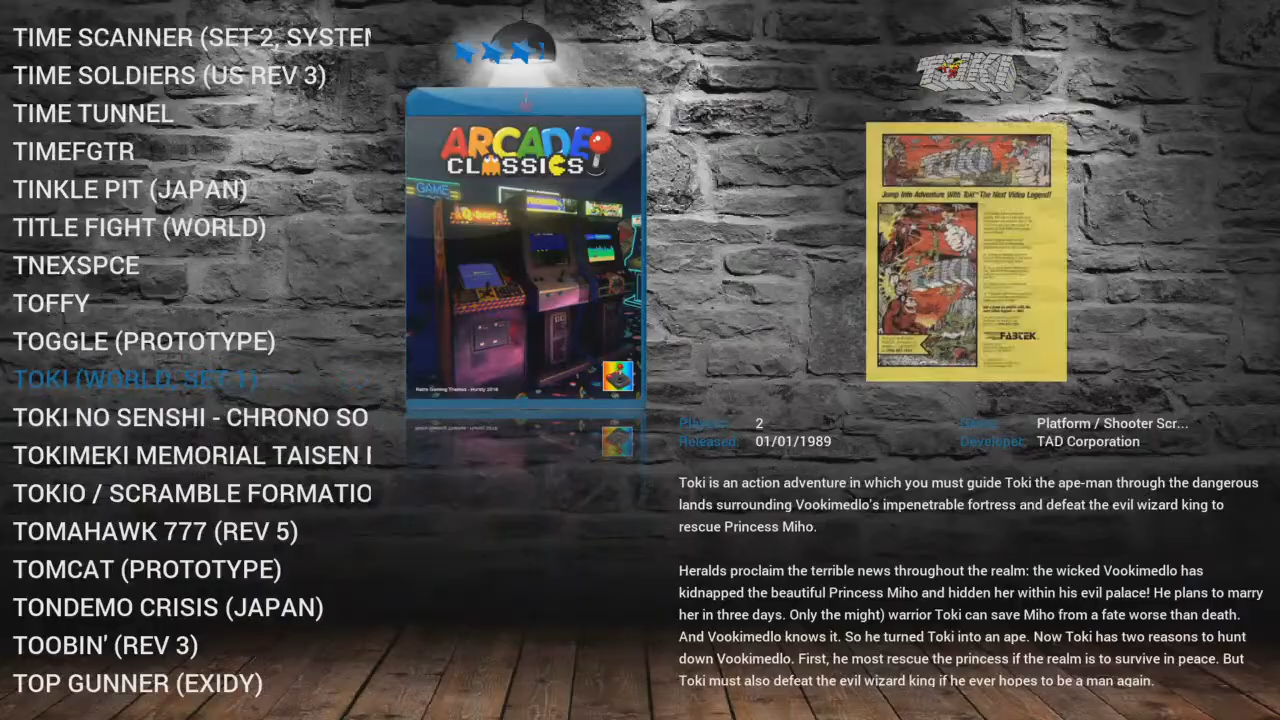 TIME SCANNER (SET 2, SYSTEM
TIME SOLDIERS (US REV 3)
TIME TUNNEL
TIMEFGTR
TINKLE PIT (JAPAN)
TITLE FIGHT (WORLD)
TNEXSPCE
TOFFY
TOGGLE (PROTOTYPE)
TOKI (WORLD, SET 1)
TOKI NO SENSHI - CHRONO SO
TOKIMEKI MEMORIAL TAISEN
TOKIO / SCRAMBLE FORMATIO
TOMAHAWK 777 (REV 5)
TOMCAT (PROTOTYPE)
TONDEMO CRISIS (JAPAN)
TOOBIN' (REV 3)
TOP GUNNER (EXIDY)
ARCADE
CLASSICS
GAME
Retro Gaming Themes
TOKI
Jump Into Adventure With Toki™ The Next Video Legend!
TOKI
FABTEK
Players: 2
Released: 01/01/1989
Genre: Platform / Shooter Scr...
Developer: TAD Corporation
Toki is an action adventure in which you must guide Toki the ape-man through the dangerous
lands surrounding Vookimedlo's impenetrable fortress and defeat the evil wizard king to
rescue Princess Miho.
Heralds proclaim the terrible news throughout the realm: the wicked Vookimedlo has
kidnapped the beautiful Princess Miho and hidden her within his evil palace! He plans to marry
her in three days. Only the might) warrior Toki can save Miho from a fate worse than death.
And Vookimedlo knows it. So he turned Toki into an ape. Now Toki has two reasons to hunt
down Vookimedlo. First, he most rescue the princess if the realm is to survive in peace. But
Toki must also defeat the evil wizard king if he ever hopes to be a man again.